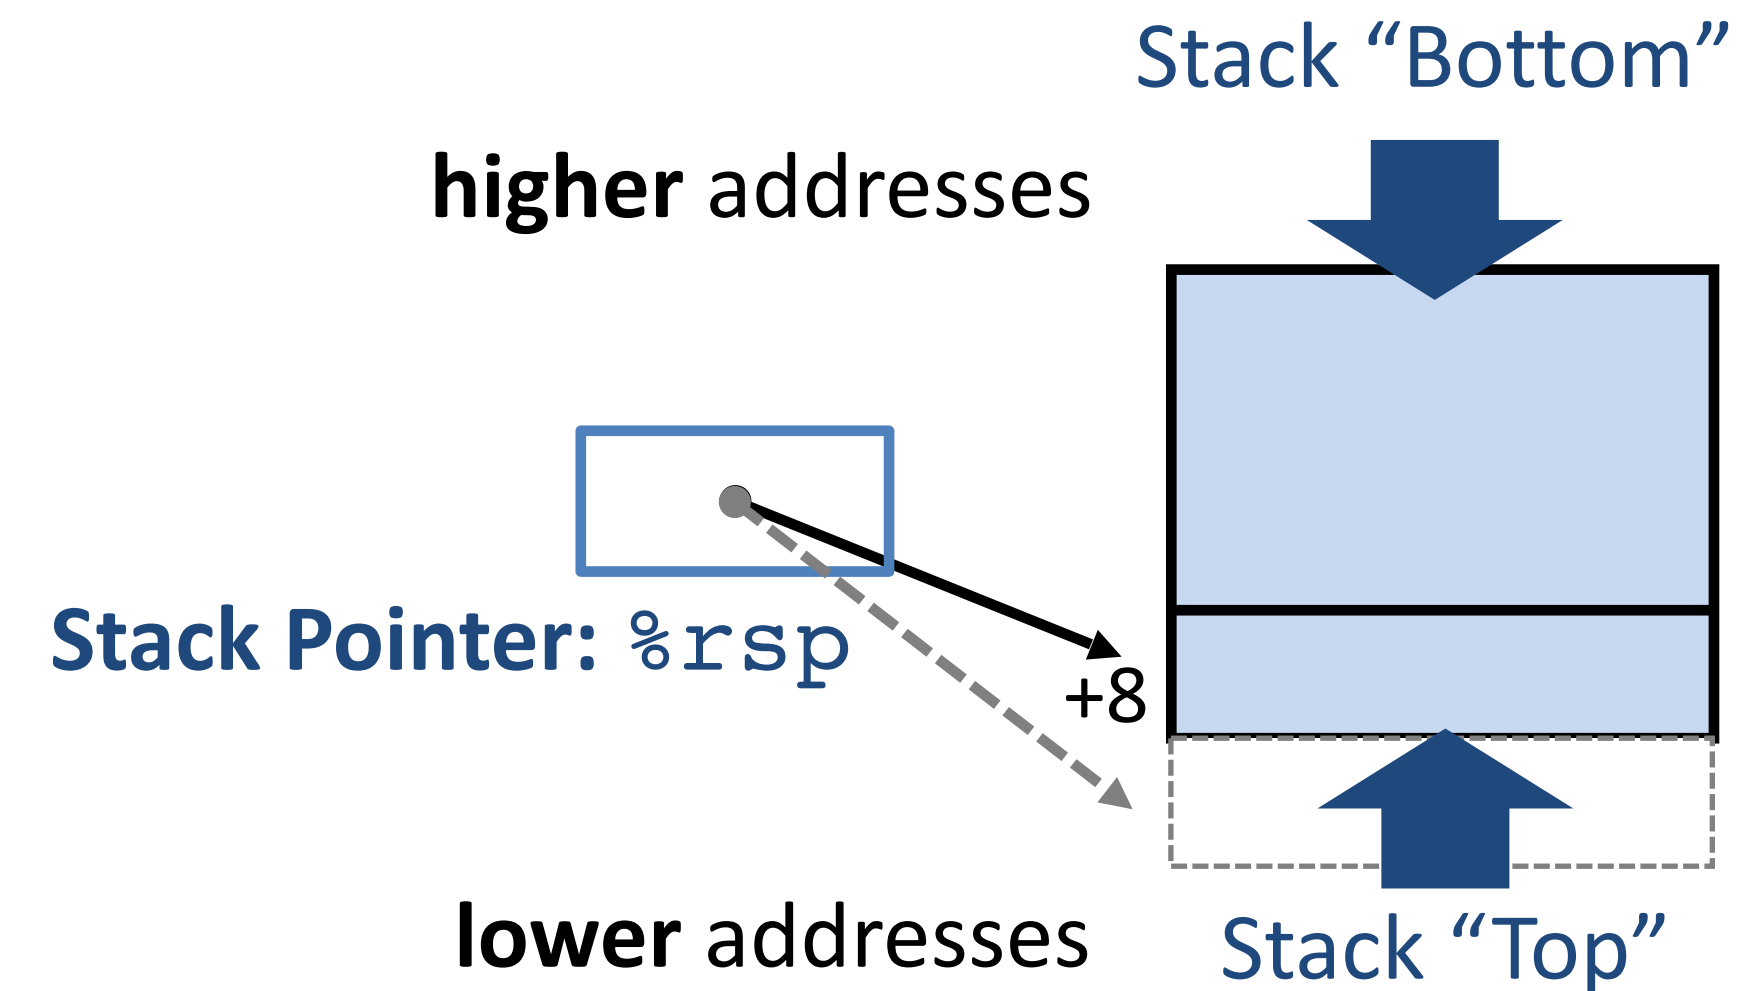 Stack “Bottom”
higher addresses
Stack Pointer: %rsp
+8
lower addresses
Stack “Top”